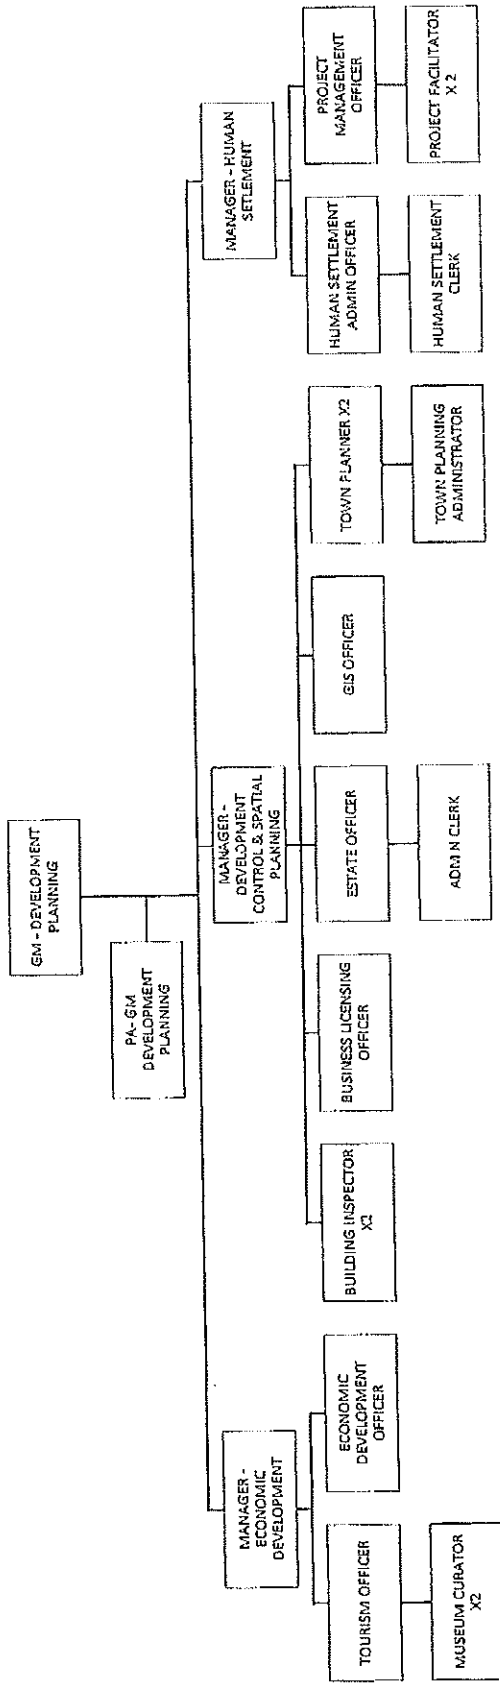 GM - DEVELOPMENT
PLANNING
PA- GM
DEVELOPMENT
PLANNING
MANAGER -
ECONOMIC
DEVELOPMENT
MANAGER -
DEVELOPMENT
CONTROL & SPATIAL
PLANNING
MANAGER - HUMAN
SETLEMENT
TOURISM OFFICER
ECONOMIC
DEVELOPMENT
OFFICER
BUILDING INSPECTOR
X2
BUSINESS LICENSING
OFFICER
ESTATE OFFICER
GIS OFFICER
TOWN PLANNER X2
HUMAN SETTLEMENT
ADMIN OFFICER
PROJECT
MANAGEMENT
OFFICER
MUSEUM CURATOR
X2
ADMIN CLERK
TOWN PLANNING
ADMINISTRATOR
HUMAN SETTLEMENT
CLERK
PROJECT FACILITATOR
X 2